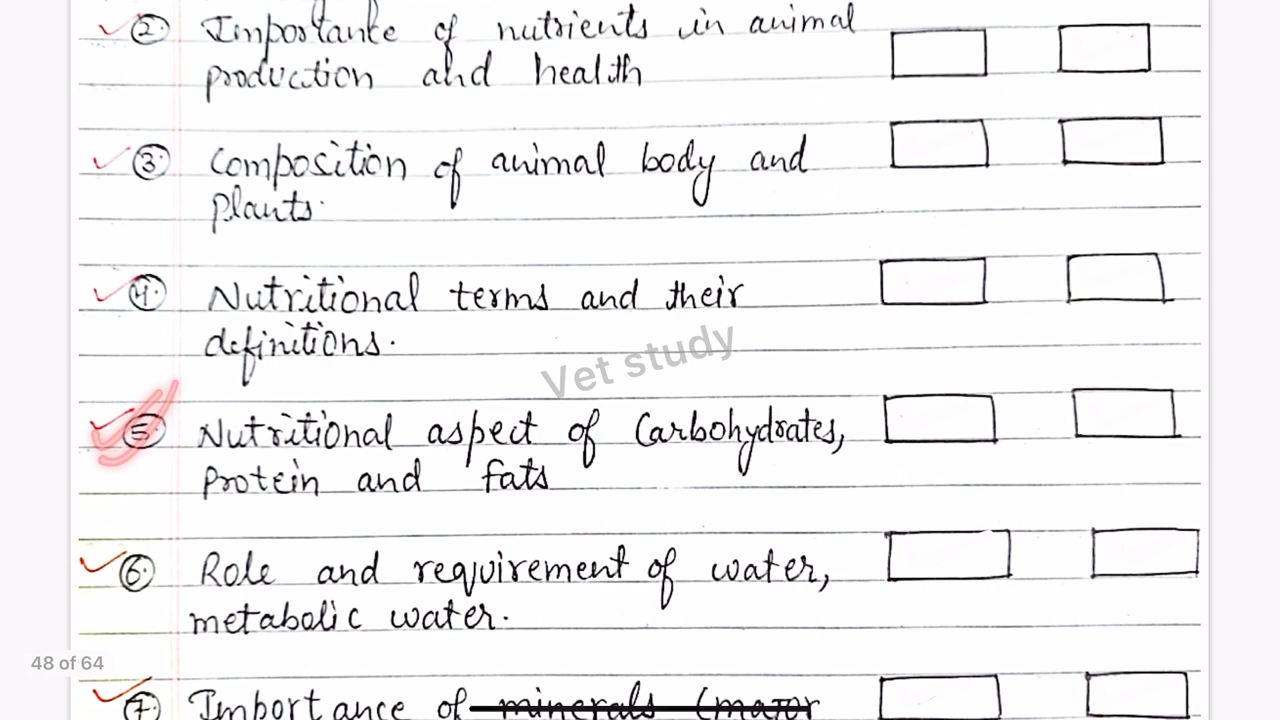 2. Importante of nutrients in animal
production and health
3. Composition of animal body and
plants.
4. Nutritional terms and their
definitions.
Vet study
5. Nutritional aspect of Carbohydrates,
Protein and fats
6. Role and requirement of water,
metabolic water.
48 of 64
7. Importance of minerals (major